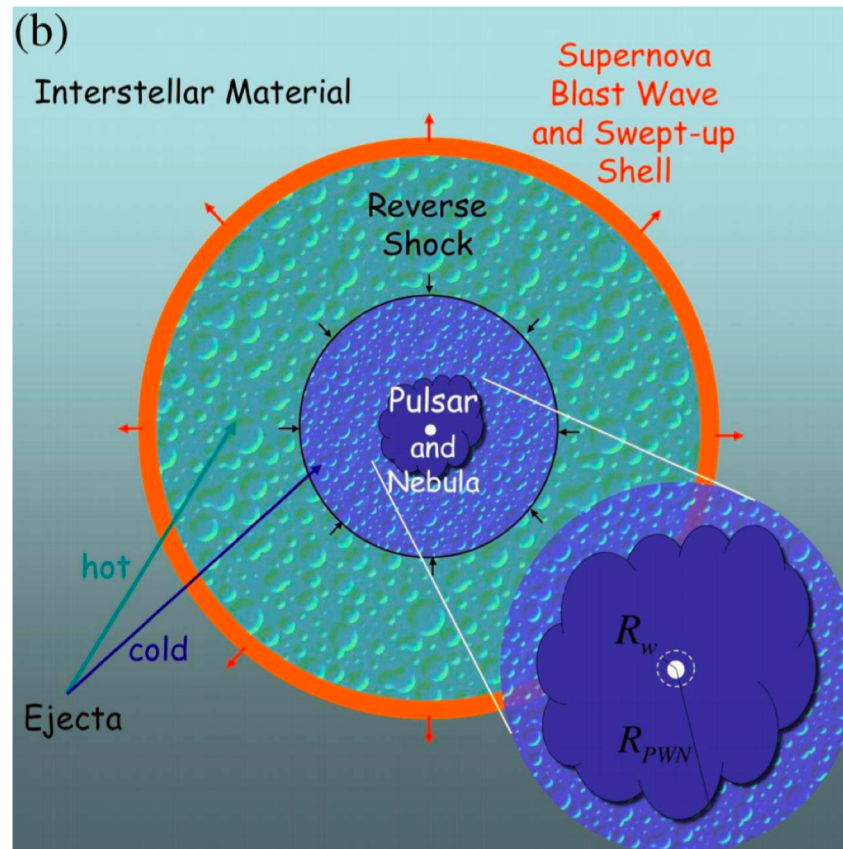 (b)
Interstellar Material
Supernova
Blast Wave
and Swept-up
Shell
Reverse
Shock
Pulsar
and
Nebula
hot
cold
Ejecta
R_w
R_PWN